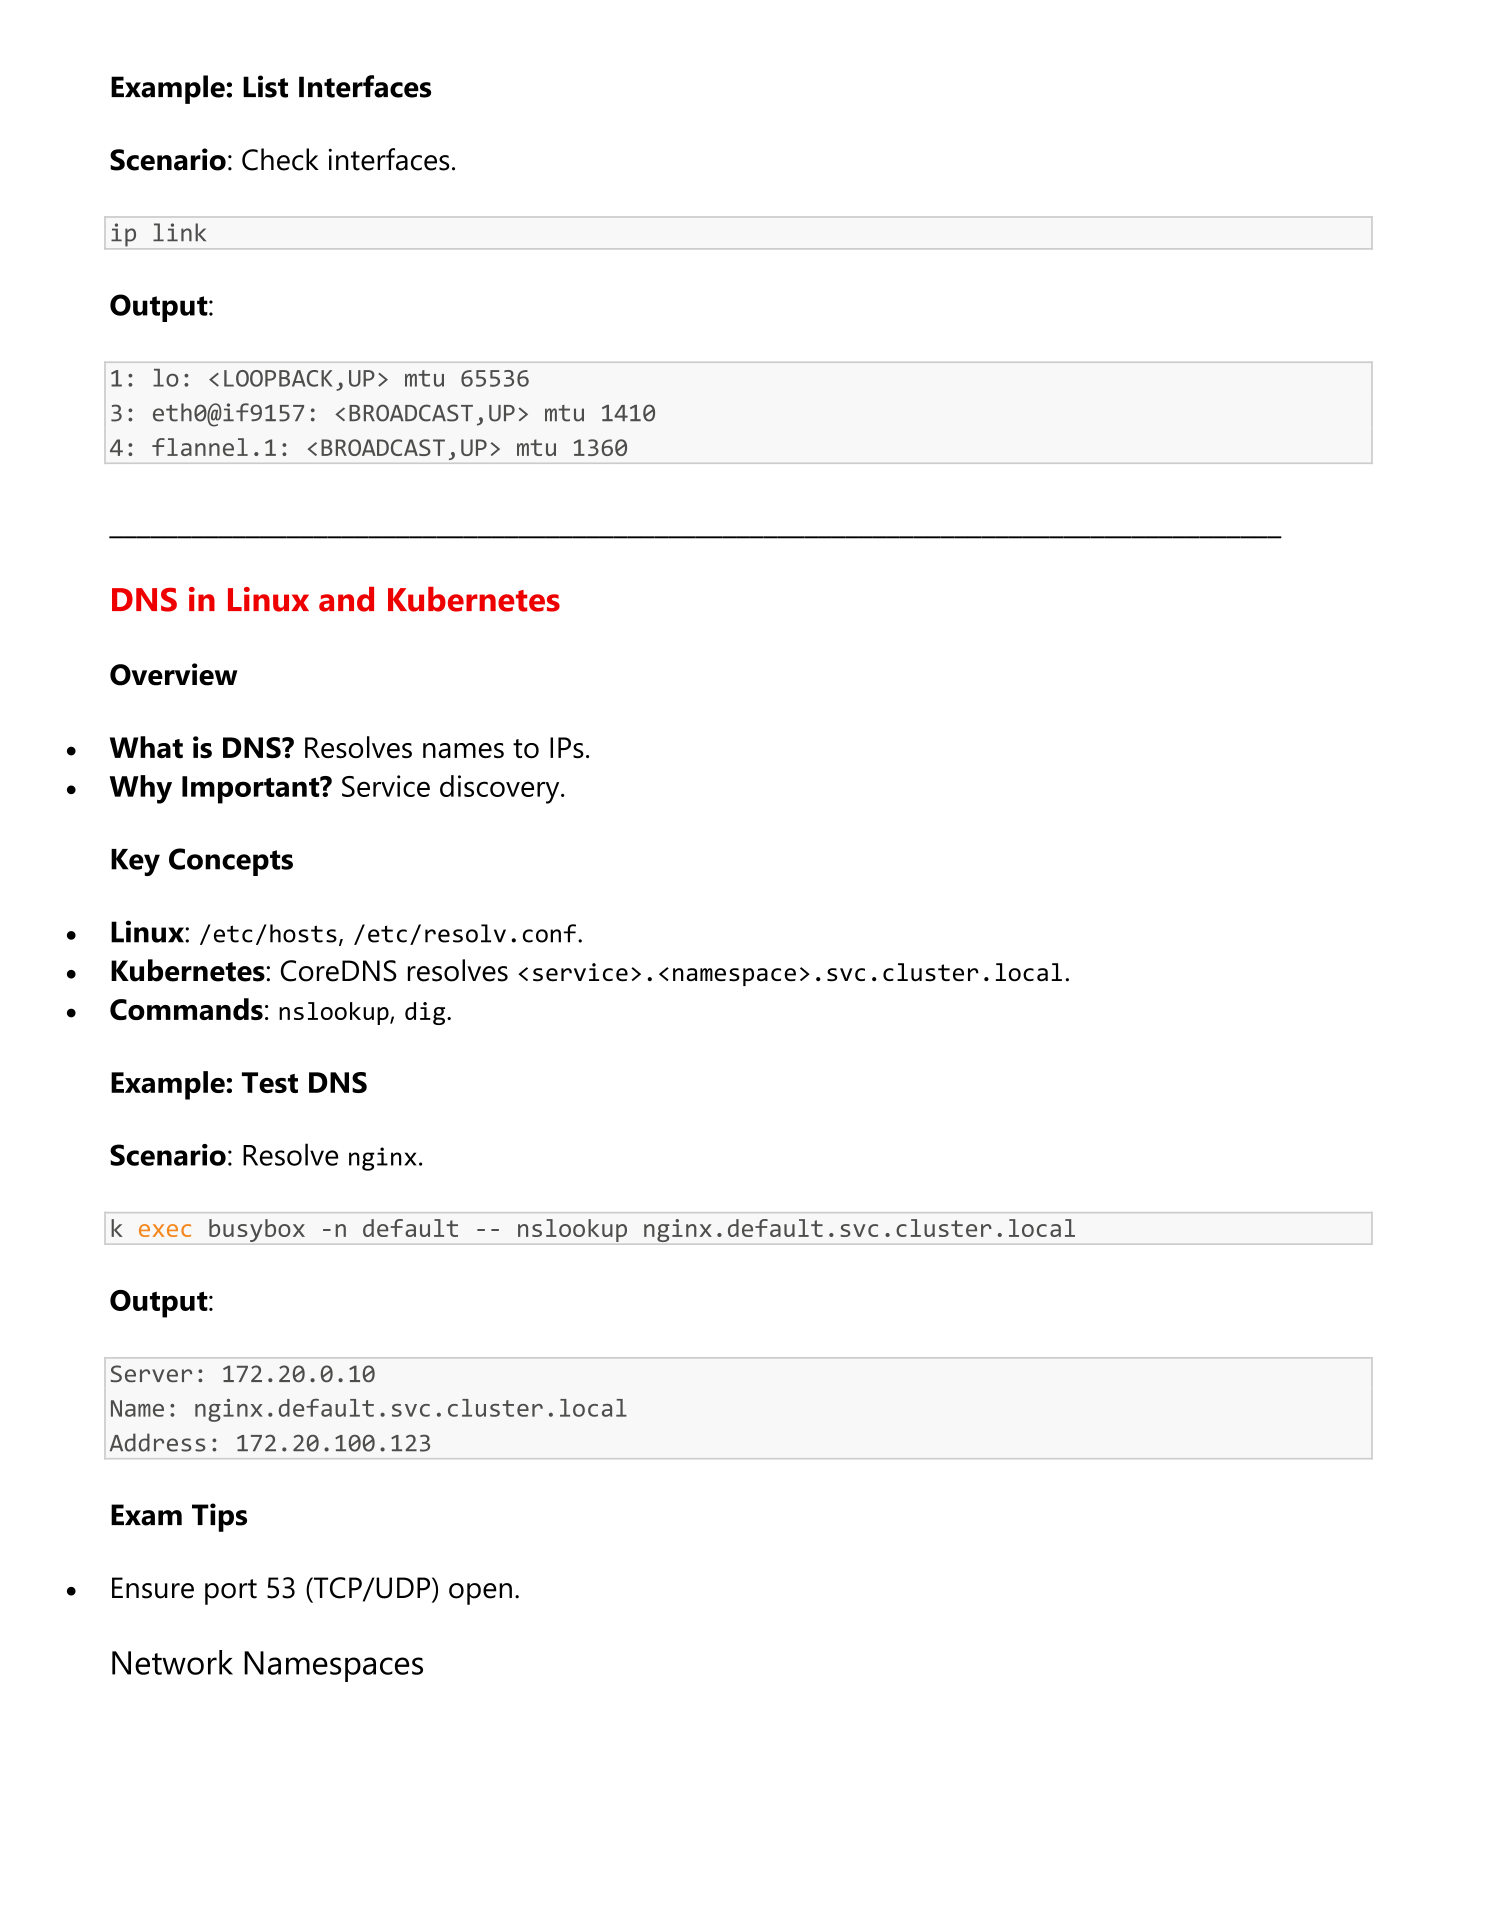 Example: List Interfaces
Scenario: Check interfaces.
ip link
Output:
1: lo: <LOOPBACK,UP> mtu 65536
3: eth0@if9157: <BROADCAST,UP> mtu 1410
4: flannel.1: <BROADCAST,UP> mtu 1360
DNS in Linux and Kubernetes
Overview
• What is DNS? Resolves names to IPs.
• Why Important? Service discovery.
Key Concepts
• Linux: /etc/hosts, /etc/resolv.conf.
• Kubernetes: CoreDNS resolves <service>.<namespace>.svc.cluster.local.
• Commands: nslookup, dig.
Example: Test DNS
Scenario: Resolve nginx.
k exec busybox -n default -- nslookup nginx.default.svc.cluster.local
Output:
Server: 172.20.0.10
Name: nginx.default.svc.cluster.local
Address: 172.20.100.123
Exam Tips
• Ensure port 53 (TCP/UDP) open.
Network Namespaces